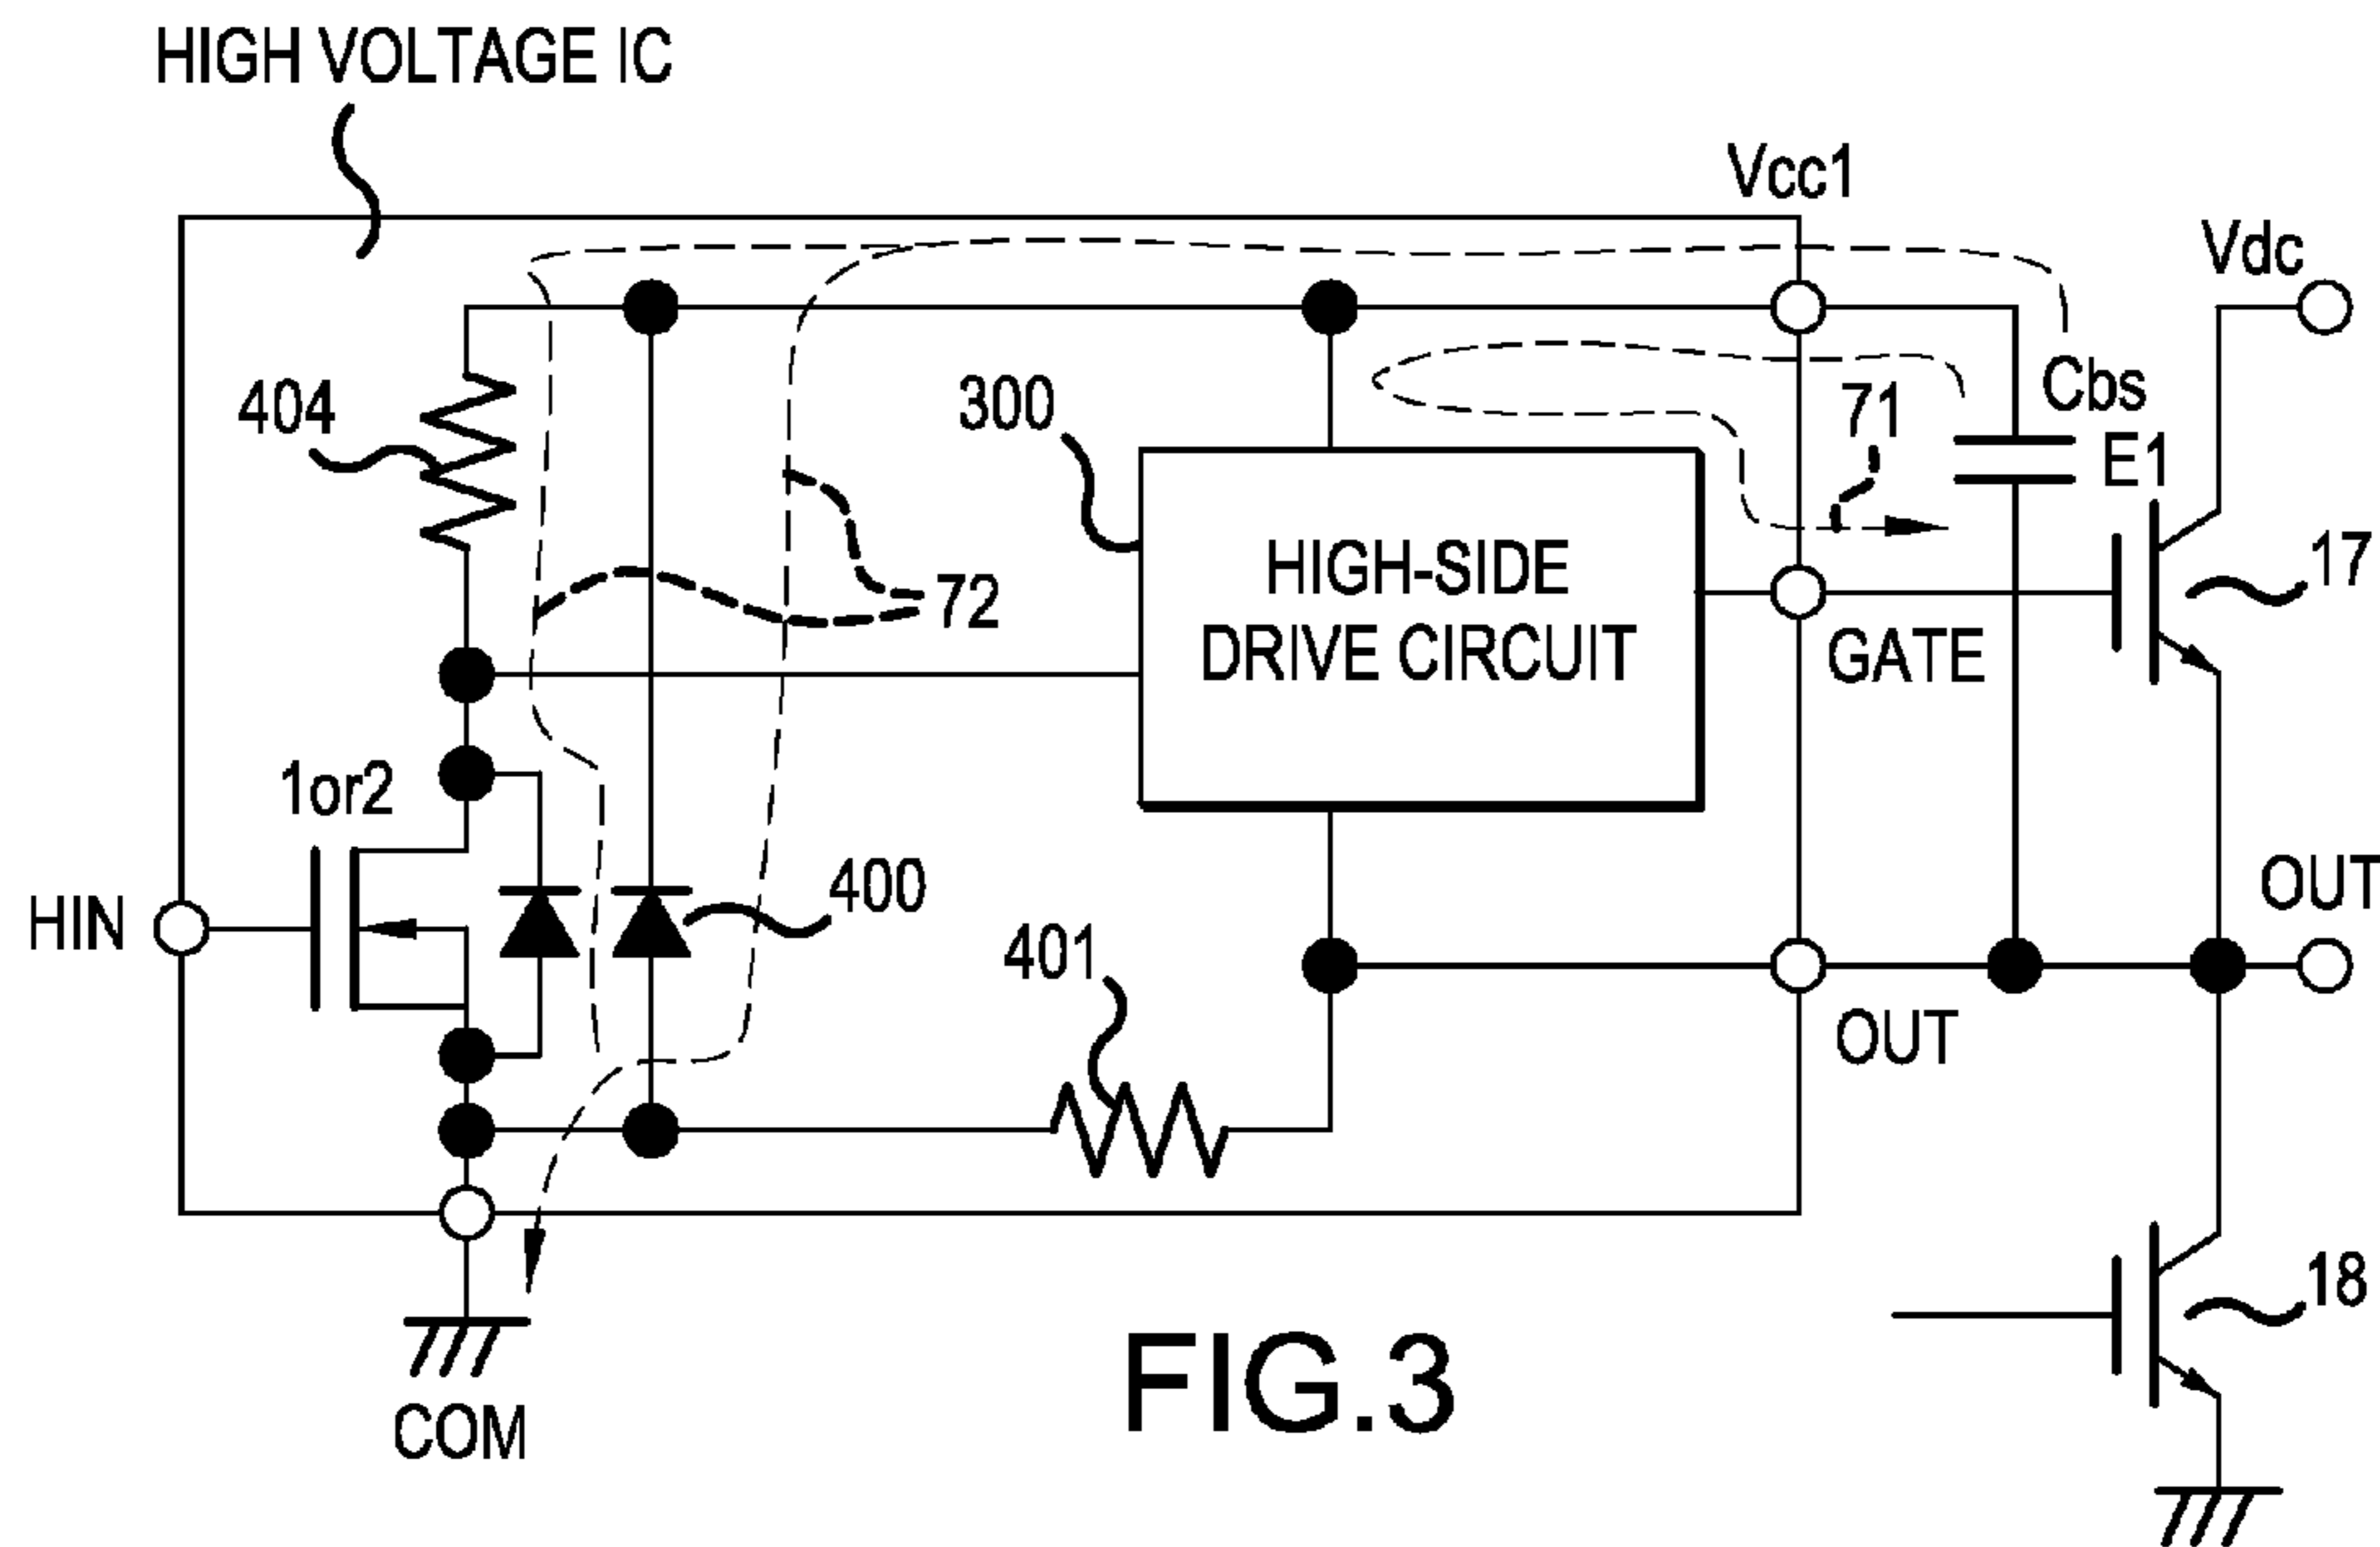 HIGH VOLTAGE IC
Vcc1
Vdc
404
300
71
Cbs
E1
HIGH-SIDE
DRIVE CIRCUIT
17
72
GATE
1or2
HIN
400
401
OUT
OUT
18
COM
FIG.3